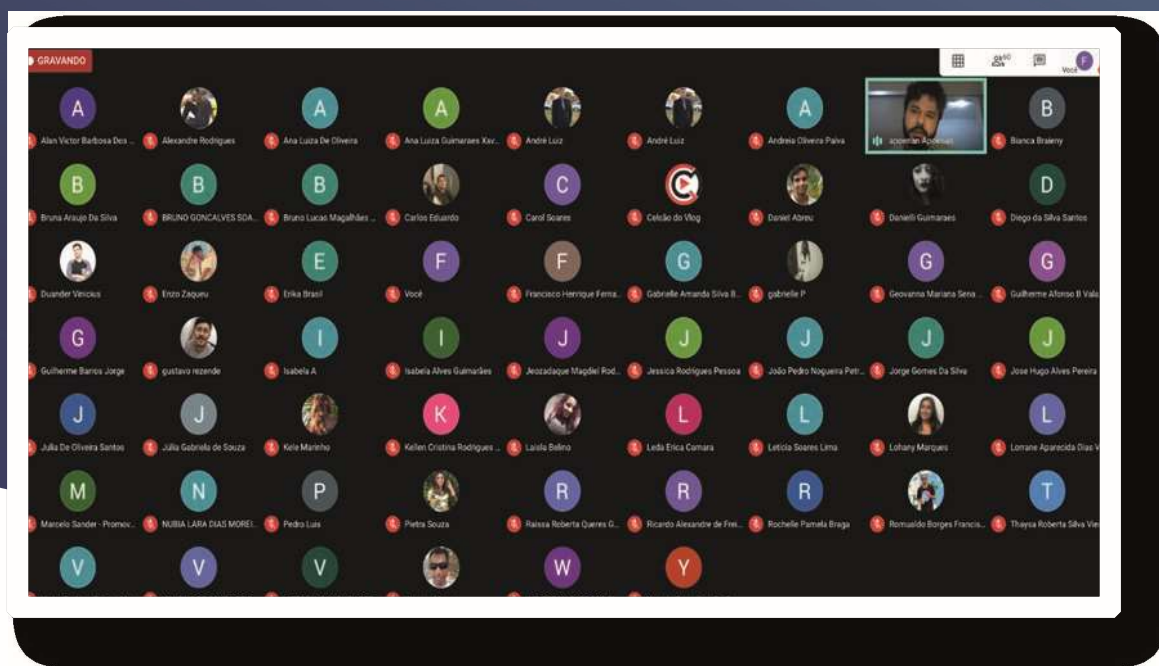 GRAVANDO
60
F
Você
A A A A B
Alan Victor Barbosa Dos ... Alexandre Rodrigues Ana Luiza De Oliveira Ana Luiza Guimaraes Xav... André Luiz André Luiz Andreia Oliveira Paiva apoeman Apoemas Bianca Braieny
B B B C C D
Bruna Araujo Da Silva BRUNO GONCALVES SOA... Bruno Lucas Magalhães ... Carlos Eduardo Carol Soares Celcão do Vlog Daniel Abreu Danielli Guimaraes Diego da Silva Santos
E F F G G G
Duander Vinicius Enzo Zaqueu Erika Brasil Você Francisco Henrique Ferna... Gabrielle Amanda Silva B... gabrielle P Geovanna Mariana Sena ... Guilherme Afonso B Vala
G I I J J J J J
Guilherme Barros Jorge gustavo rezende Isabela A Isabela Alves Guimarães Jeozadaque Magdiel Rod... Jessica Rodrigues Pessoa João Pedro Nogueira Petr... Jorge Gomes Da Silva Jose Hugo Alves Pereira
J J K L L L
Julia De Oliveira Santos Júlia Gabriela de Souza Kele Marinho Kellen Cristina Rodrigues ... Laisla Belino Leda Erica Camara Leticia Soares Lima Lohany Marques Lorrane Aparecida Dias V
M N P R R R T
Marcelo Sander - Promov... NUBIA LARA DIAS MOREI... Pedro Luis Pietra Souza Raissa Roberta Queres G... Ricardo Alexandre de Frei... Rochelle Pamela Braga Romualdo Borges Francis... Thaysa Roberta Silva Vie
V V V W Y